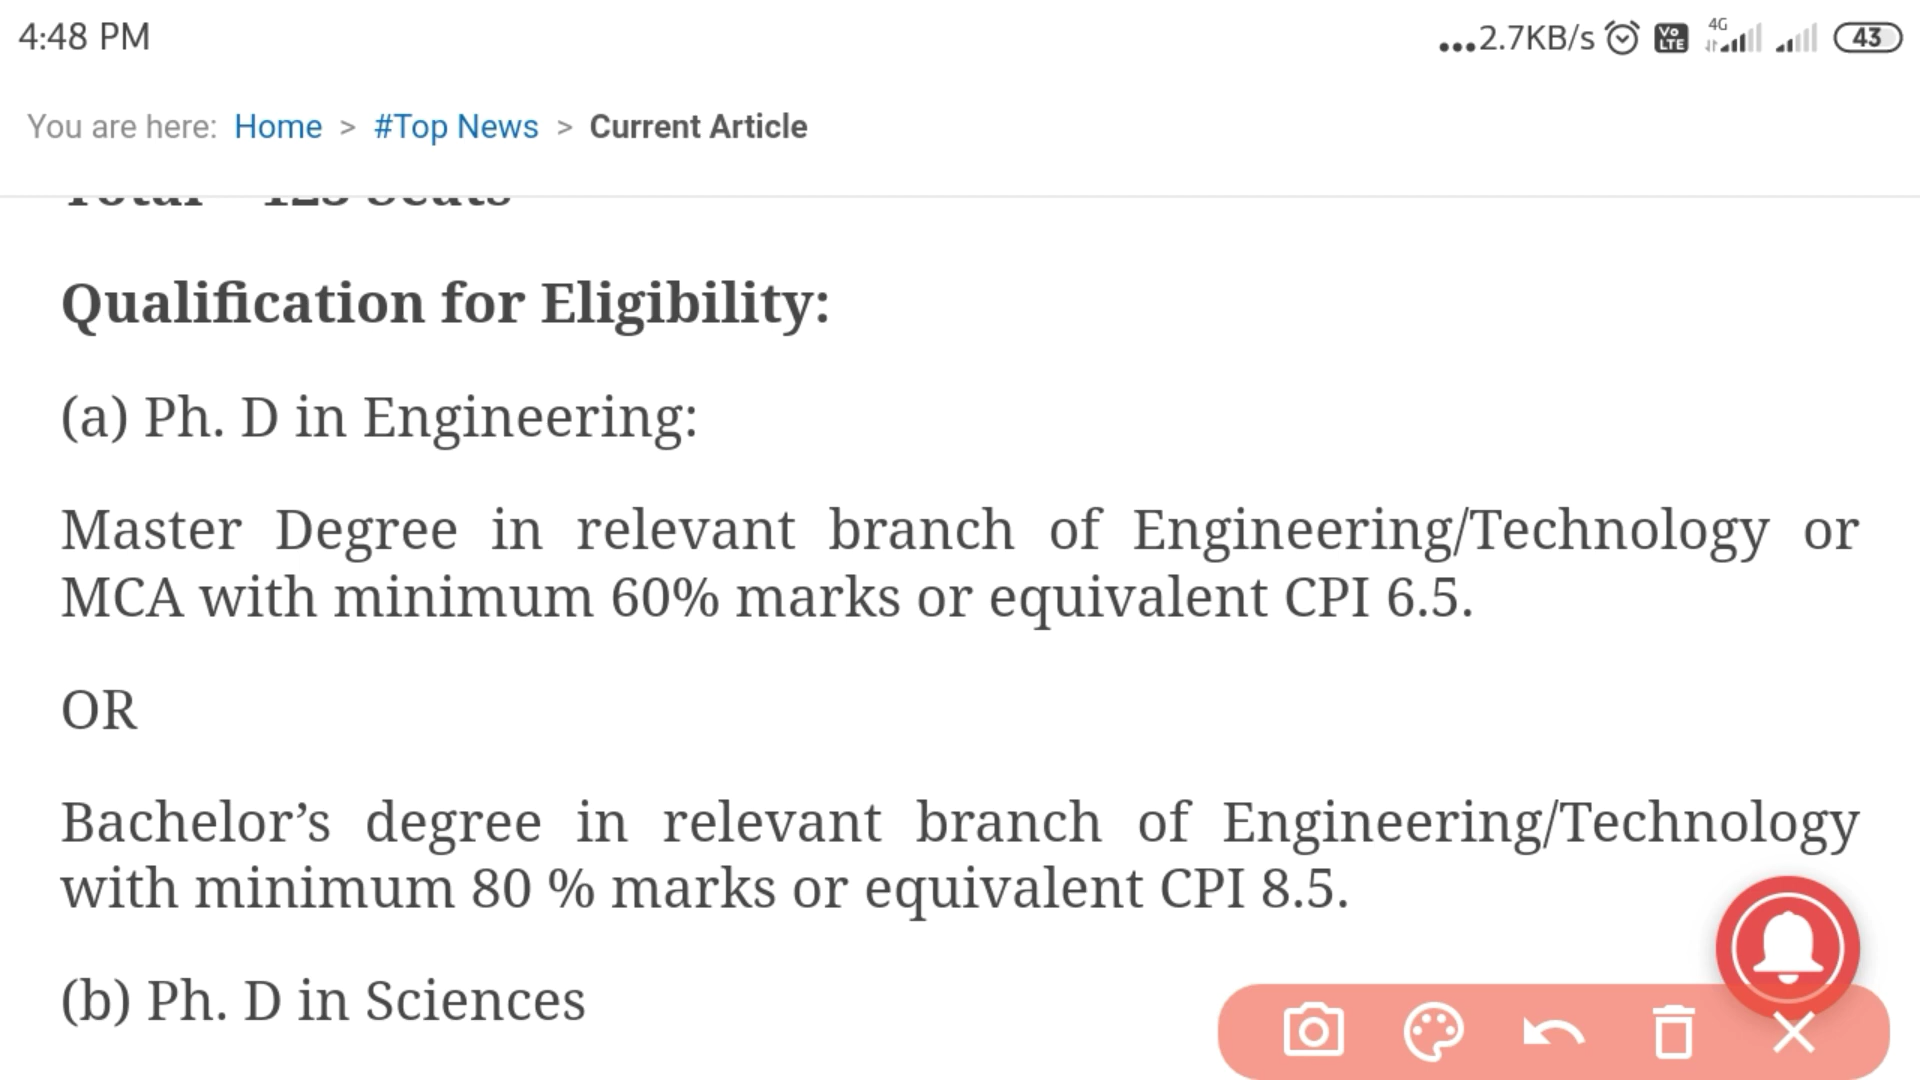 4:48 PM
...2.7KB/s Vo LTE 4G 43
You are here: Home > #Top News > Current Article
Qualification for Eligibility:
(a) Ph. D in Engineering:
Master Degree in relevant branch of Engineering/Technology or
MCA with minimum 60% marks or equivalent CPI 6.5.
OR
Bachelor’s degree in relevant branch of Engineering/Technology
with minimum 80 % marks or equivalent CPI 8.5.
(b) Ph. D in Sciences